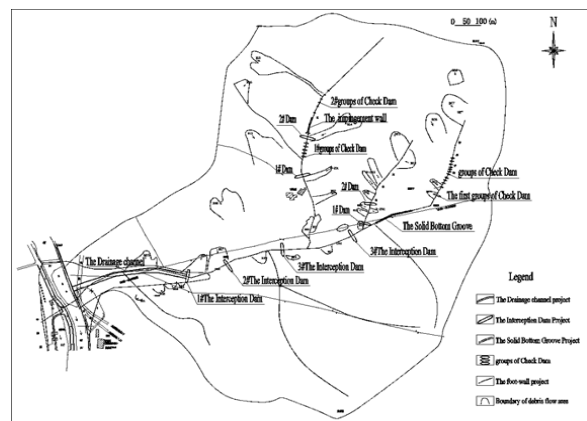 0 50 100 (m)
N
2#groups of Check Dam
2# Dam
The impingement wall
1#groups of Check Dam
1# Dam
groups of Check Dam
2# Dam
The first groups of Check Dam
1# Dam
The Solid Bottom Groove
3#The Interception Dam
The Drainage channel
3#The Interception Dam
2#The Interception Dam
1#The Interception Dam
Legend
The Drainage channel project
The Interception Dam Project
The Solid Bottom Groove Project
groups of Check Dam
The foot-wall project
Boundary of debris flow area